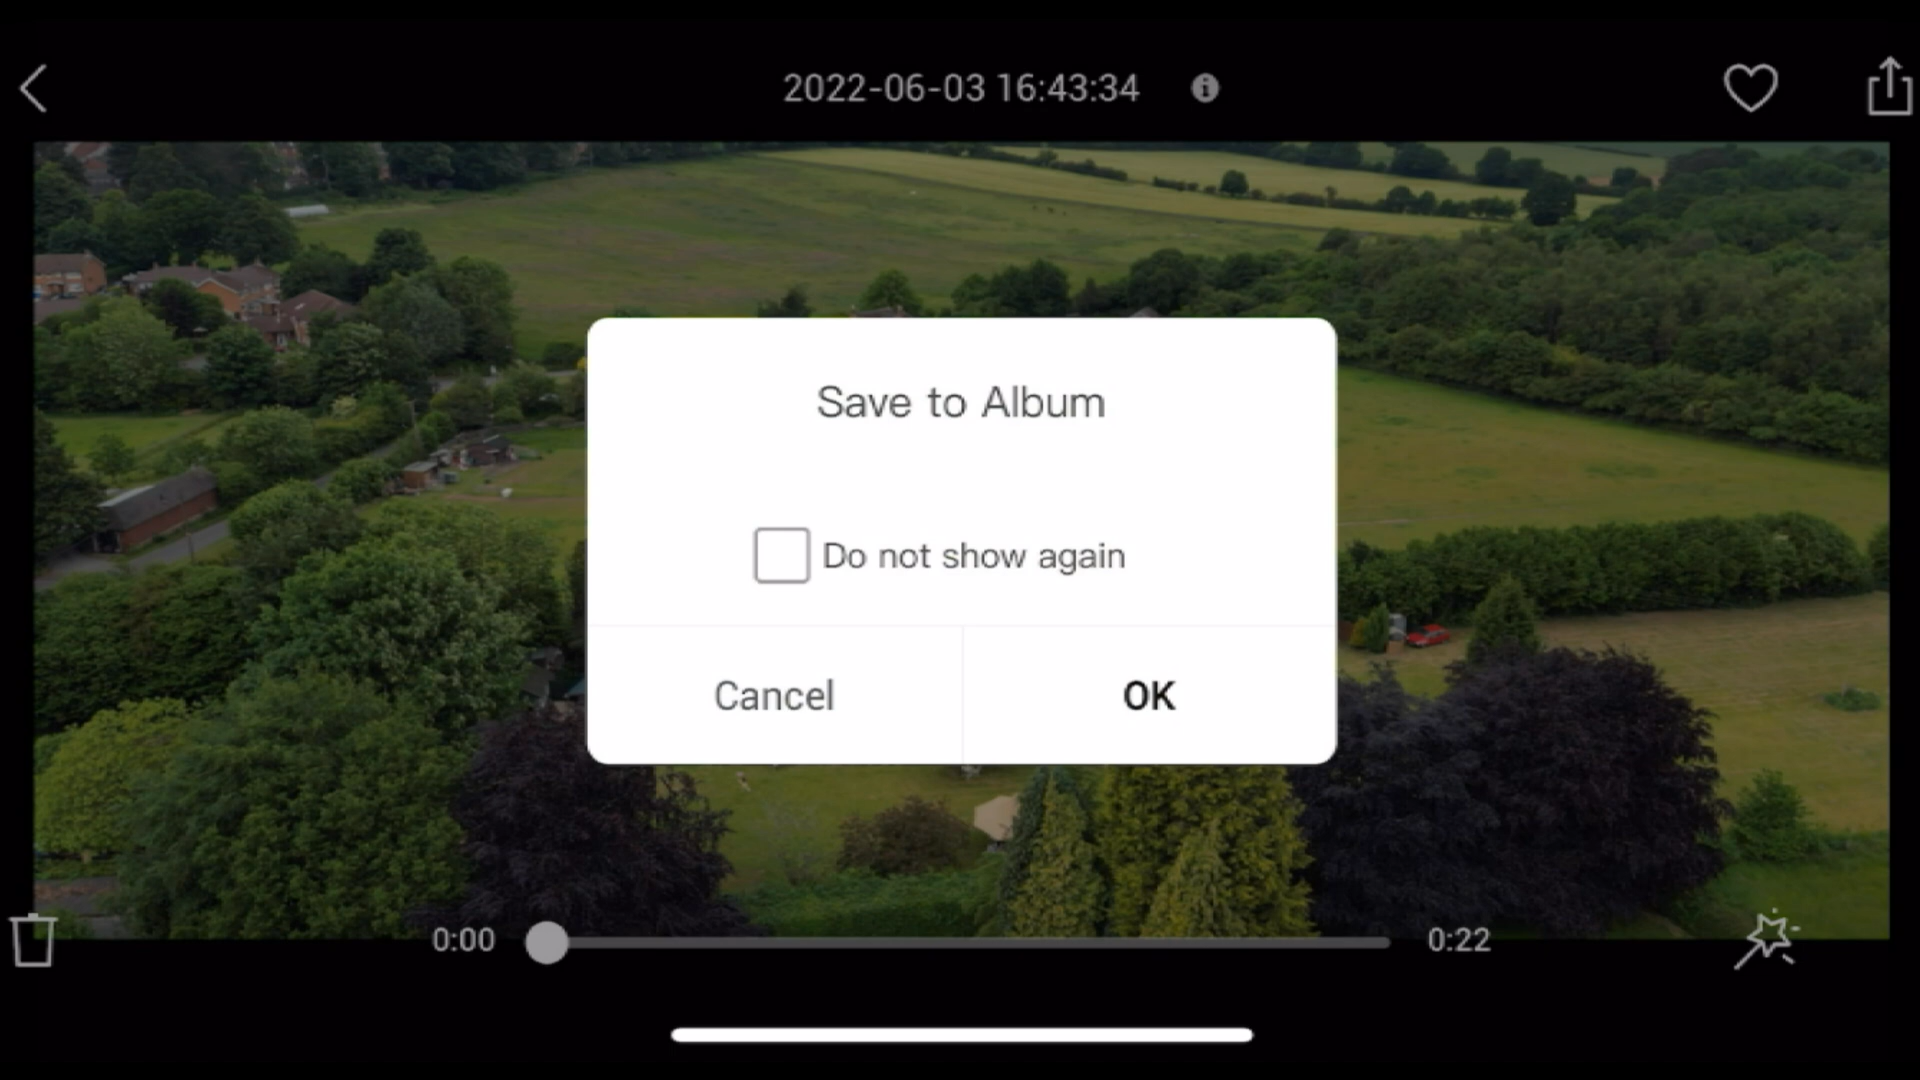 2022-06-03 16:43:34
Save to Album
Do not show again
Cancel
OK
0:00
0:22